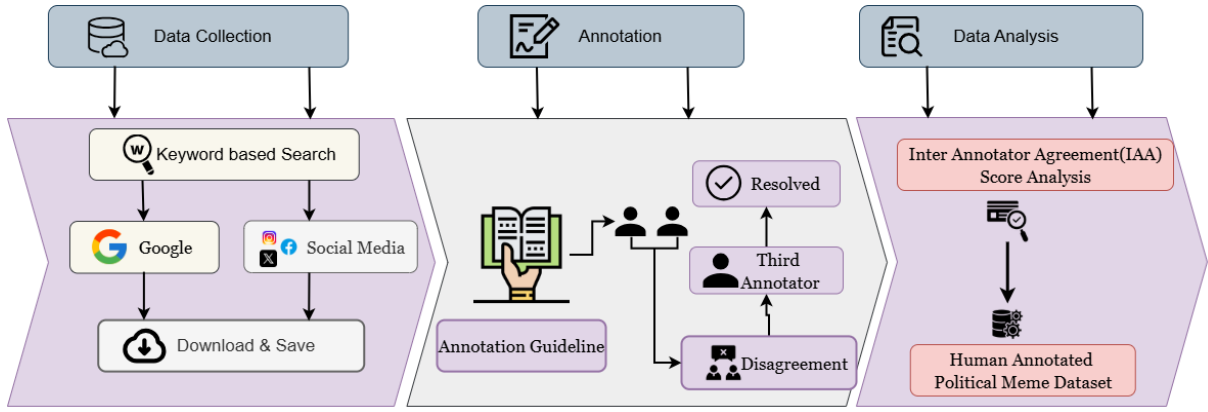 Data Collection
Annotation
Data Analysis
W
Keyword based Search
Google
Social Media
Download & Save
Annotation Guideline
Resolved
Third
Annotator
Disagreement
Inter Annotator Agreement(IAA)
Score Analysis
Human Annotated
Political Meme Dataset